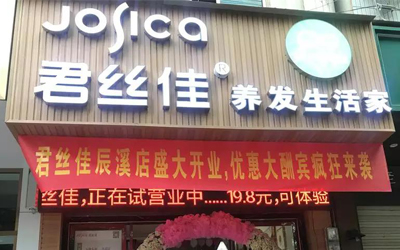 Josica
君丝佳® 养发生活家
君丝佳辰溪店盛大开业,优惠大酬宾疯狂来袭
丝佳,正在试营业中......19.8元,可体验